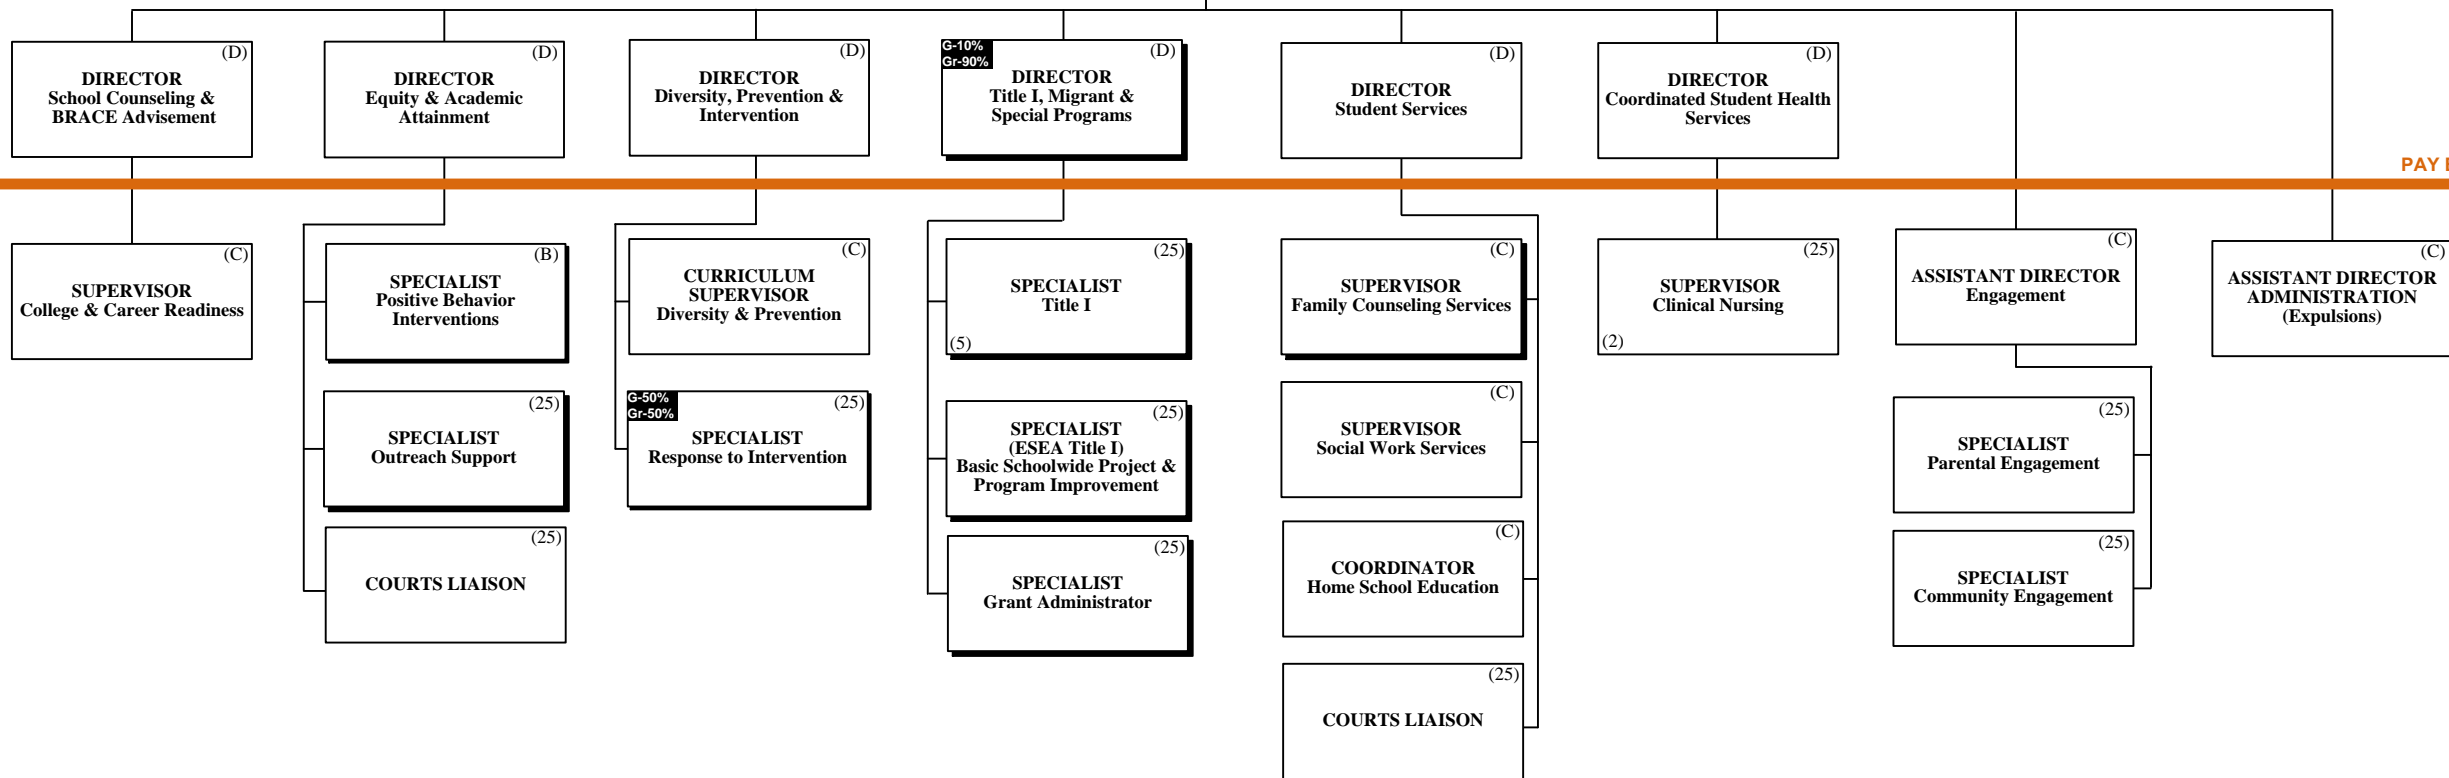 (D)
DIRECTOR
School Counseling &
BRACE Advisement
(D)
DIRECTOR
Equity & Academic
Attainment
(D)
DIRECTOR
Diversity, Prevention &
Intervention
G-10%
Gr-90%
(D)
DIRECTOR
Title I, Migrant &
Special Programs
(D)
DIRECTOR
Student Services
(D)
DIRECTOR
Coordinated Student Health
Services
PAY
(C)
SUPERVISOR
College & Career Readiness
(B)
SPECIALIST
Positive Behavior
Interventions
(25)
SPECIALIST
Outreach Support
(25)
COURTS LIAISON
(C)
CURRICULUM
SUPERVISOR
Diversity & Prevention
G-50%
Gr-50%
(25)
SPECIALIST
Response to Intervention
(25)
SPECIALIST
Title I
(5)
(25)
SPECIALIST
(ESEA Title I)
Basic Schoolwide Project &
Program Improvement
(25)
SPECIALIST
Grant Administrator
(C)
SUPERVISOR
Family Counseling Services
(C)
SUPERVISOR
Social Work Services
(C)
COORDINATOR
Home School Education
(25)
COURTS LIAISON
(25)
SUPERVISOR
Clinical Nursing
(2)
(C)
ASSISTANT DIRECTOR
Engagement
(25)
SPECIALIST
Parental Engagement
(25)
SPECIALIST
Community Engagement
(C)
ASSISTANT DIRECTOR
ADMINISTRATION
(Expulsions)